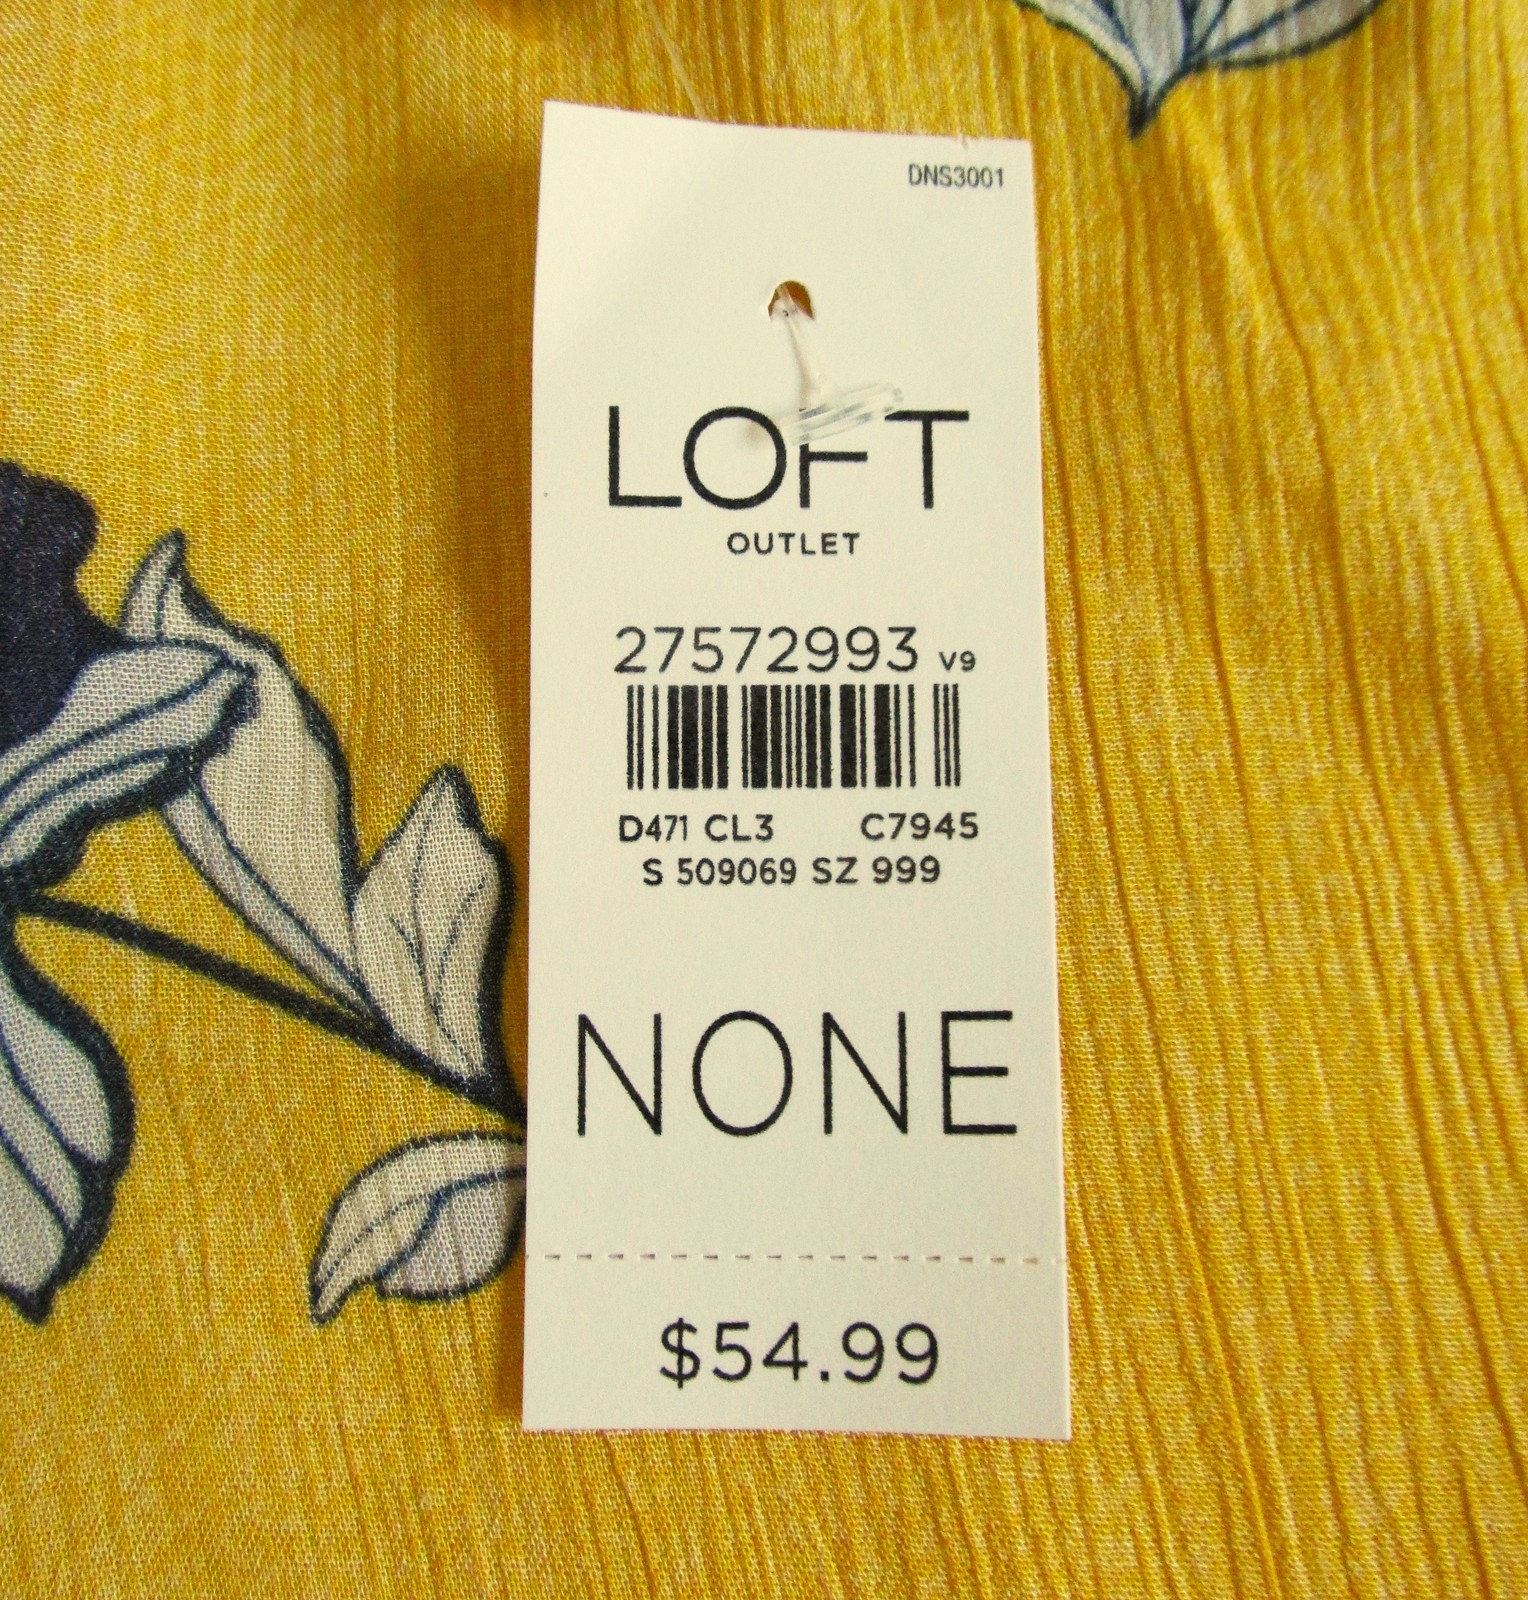 DNS3001
LOFT
OUTLET
27572993 V9
D471 CL3 C7945
S 509069 SZ 999
NONE
$54.99